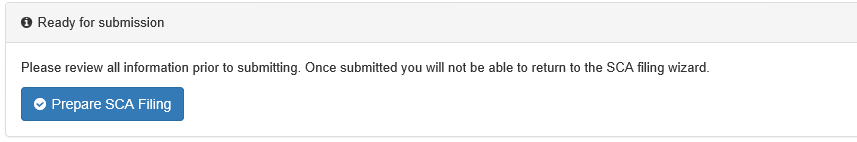 Ready for submission
Please review all information prior to submitting. Once submitted you will not be able to return to the SCA filing wizard.
Prepare SCA Filing